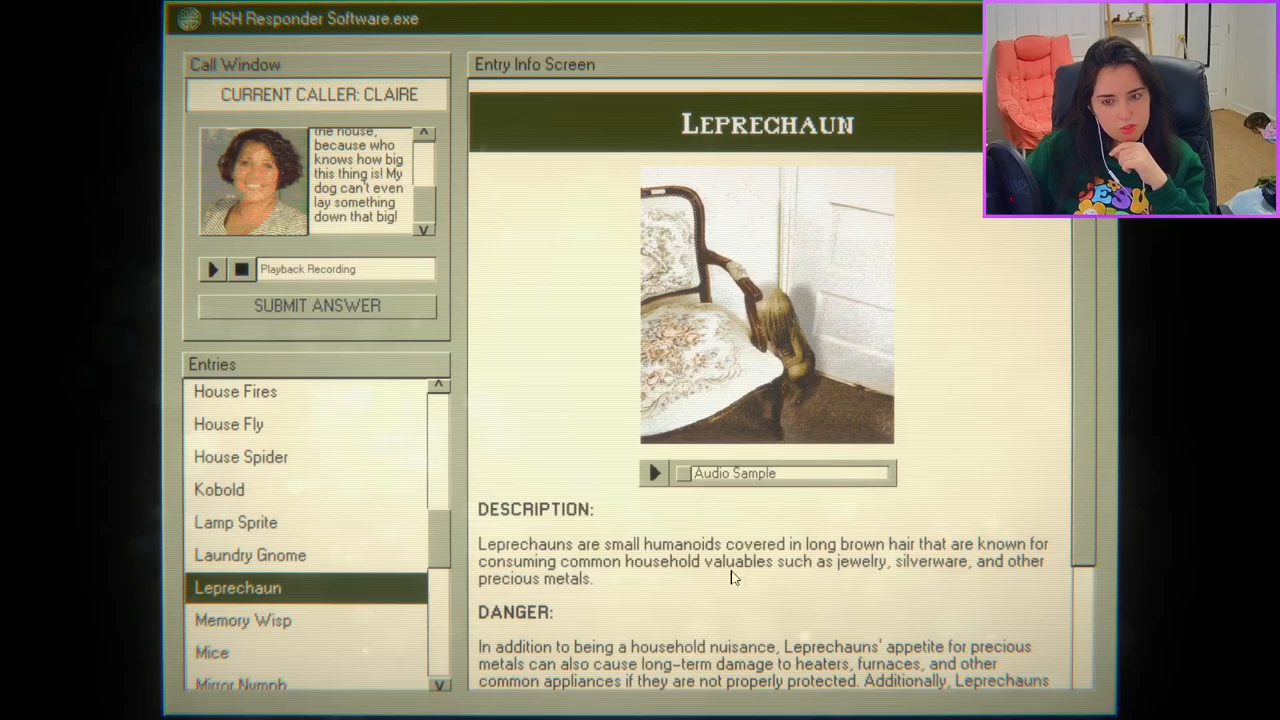 HSH Responder Software.exe
Call Window
CURRENT CALLER: CLAIRE
the house,
because who
knows how big
this thing is! My
dog can't even
lay something
down that big!
Playback Recording
SUBMIT ANSWER
Entries
House Fires
House Fly
House Spider
Kobold
Lamp Sprite
Laundry Gnome
Leprechaun
Memory Wisp
Mice
Mirror Nymph
Entry Info Screen
LEPRECHAUN
Audio Sample
DESCRIPTION:
Leprechauns are small humanoids covered in long brown hair that are known for
consuming common household valuables such as jewelry, silverware, and other
precious metals.
DANGER:
In addition to being a household nuisance, Leprechauns' appetite for precious
metals can also cause long-term damage to heaters, furnaces, and other
common appliances if they are not properly protected. Additionally, Leprechauns